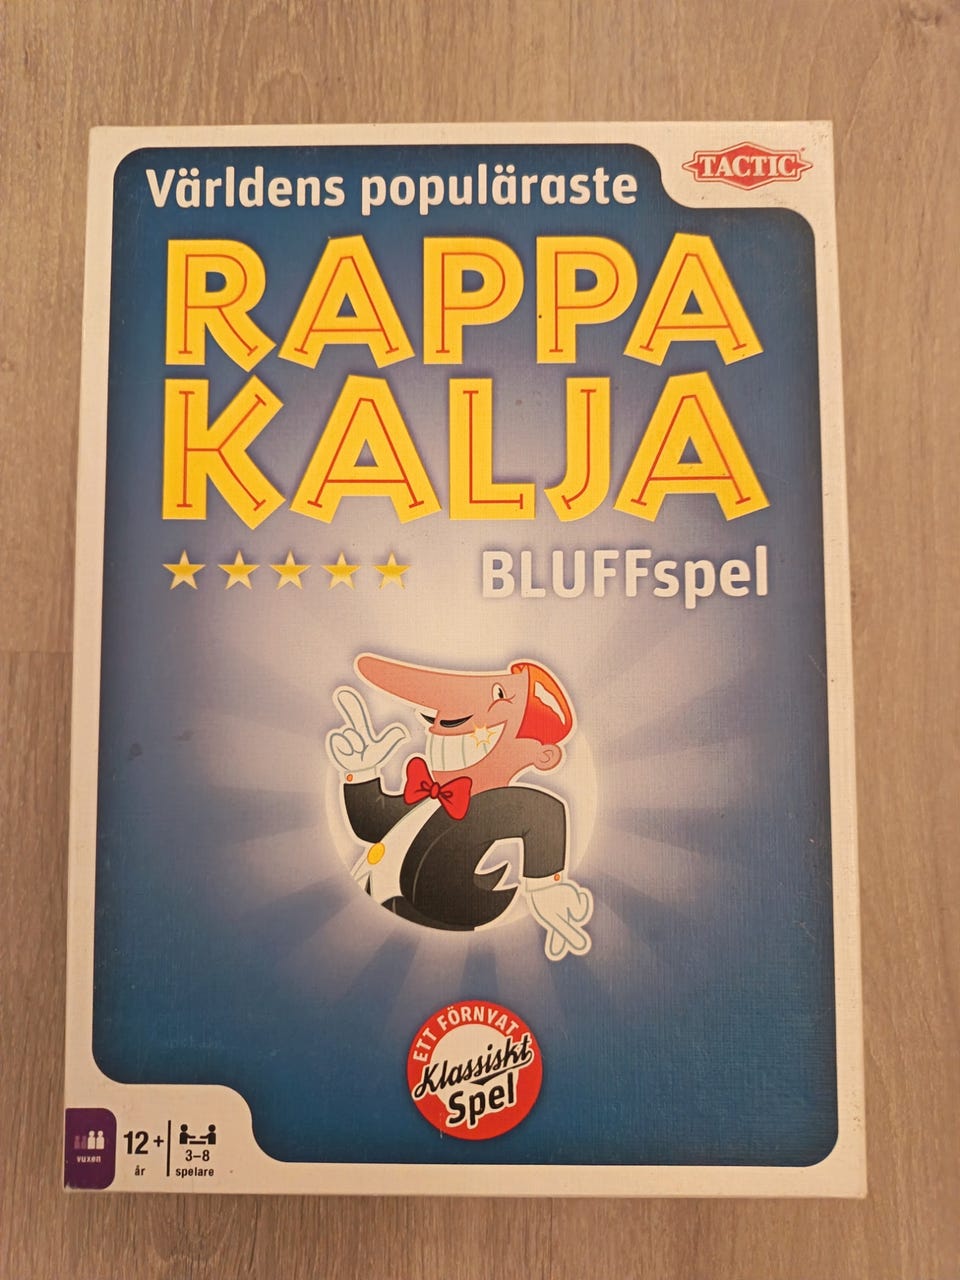 Världens populäraste
TACTIC
RAPPA
KALJA
BLUFFspel
ETT FÖRNYAT
Klassiskt
Spel
vuxen
12+
år
3–8
spelare